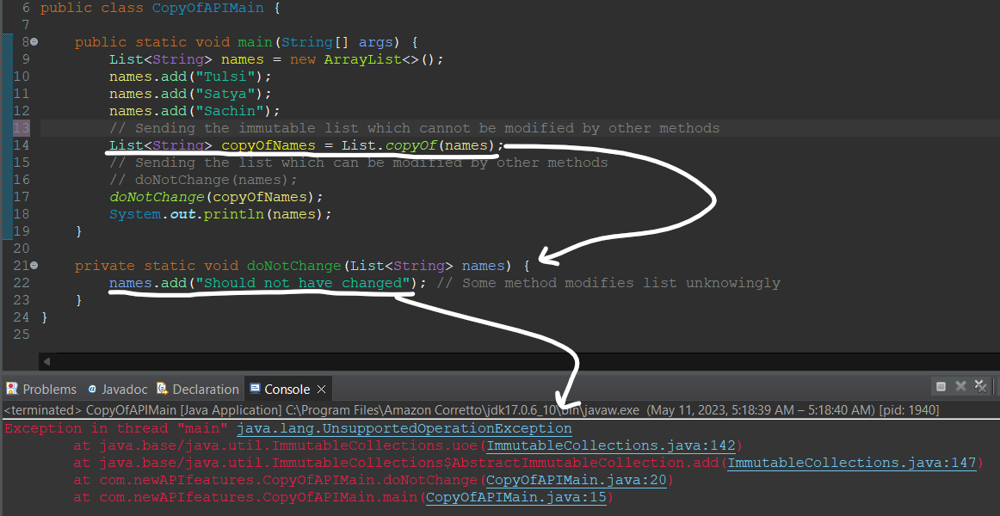 6 public class CopyOfAPIMain {
7
8 public static void main(String[] args) {
9 List<String> names = new ArrayList<>();
10 names.add("Tulsi");
11 names.add("Satya");
12 names.add("Sachin");
13 // Sending the immutable list which cannot be modified by other methods
14 List<String> copyOfNames = List.copyOf(names);
15 // Sending the list which can be modified by other methods
16 // doNotChange(names);
17 doNotChange(copyOfNames);
18 System.out.println(names);
19 }
20
21 private static void doNotChange(List<String> names) {
22 names.add("Should not have changed"); // Some method modifies list unknowingly
23 }
24 }
25
Problems Javadoc Declaration Console
<terminated> CopyOfAPIMain [Java Application] C:\Program Files\Amazon Corretto\jdk17.0.6_10\bin\javaw.exe (May 11, 2023, 5:18:39 AM – 5:18:40 AM) [pid: 1940]
Exception in thread "main" java.lang.UnsupportedOperationException
at java.base/java.util.ImmutableCollections.uoe(ImmutableCollections.java:142)
at java.base/java.util.ImmutableCollections$AbstractImmutableCollection.add(ImmutableCollections.java:147)
at com.newAPIfeatures.CopyOfAPIMain.doNotChange(CopyOfAPIMain.java:20)
at com.newAPIfeatures.CopyOfAPIMain.main(CopyOfAPIMain.java:15)